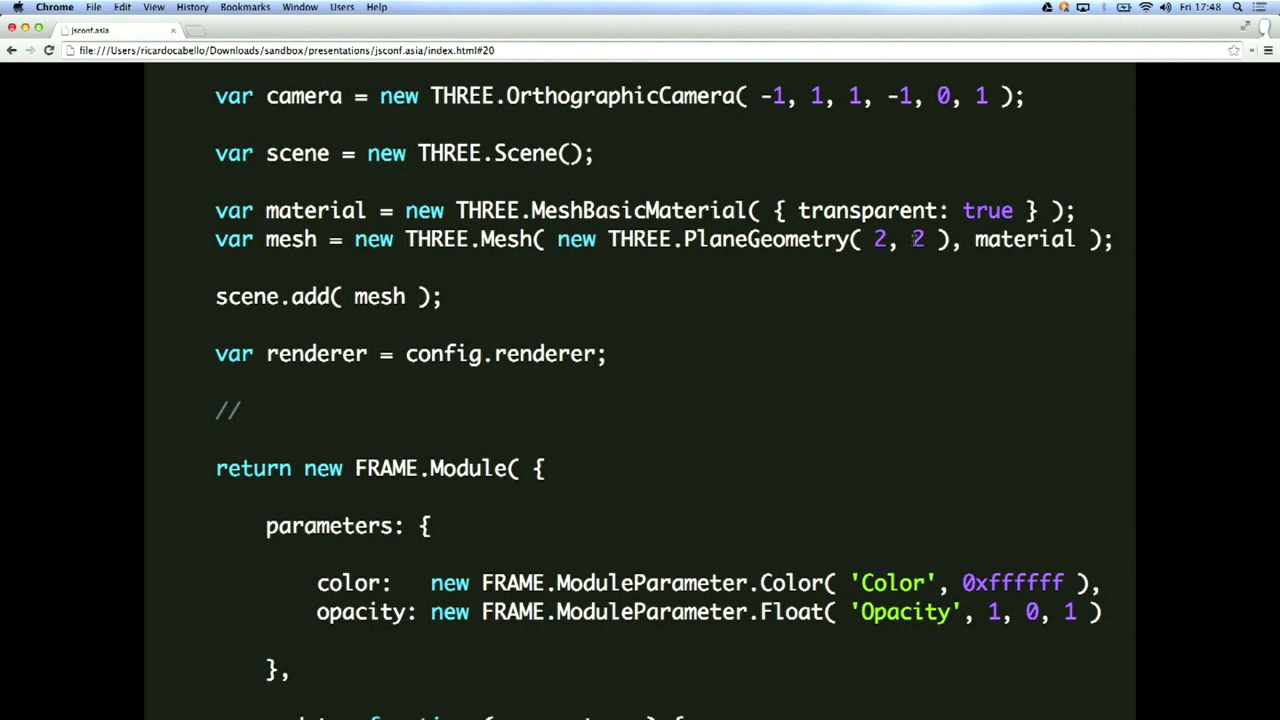 Chrome File Edit View History Bookmarks Window Users Help Fri 17:48
jsconf.asia
file:///Users/ricardocabello/Downloads/sandbox/presentations/jsconf.asia/index.html#20
var camera = new THREE.OrthographicCamera( -1, 1, 1, -1, 0, 1 );
var scene = new THREE.Scene();
var material = new THREE.MeshBasicMaterial( { transparent: true } );
var mesh = new THREE.Mesh( new THREE.PlaneGeometry( 2, 2 ), material );
scene.add( mesh );
var renderer = config.renderer;
//
return new FRAME.Module( {
parameters: {
color: new FRAME.ModuleParameter.Color( 'Color', 0xffffff ),
opacity: new FRAME.ModuleParameter.Float( 'Opacity', 1, 0, 1 )
},